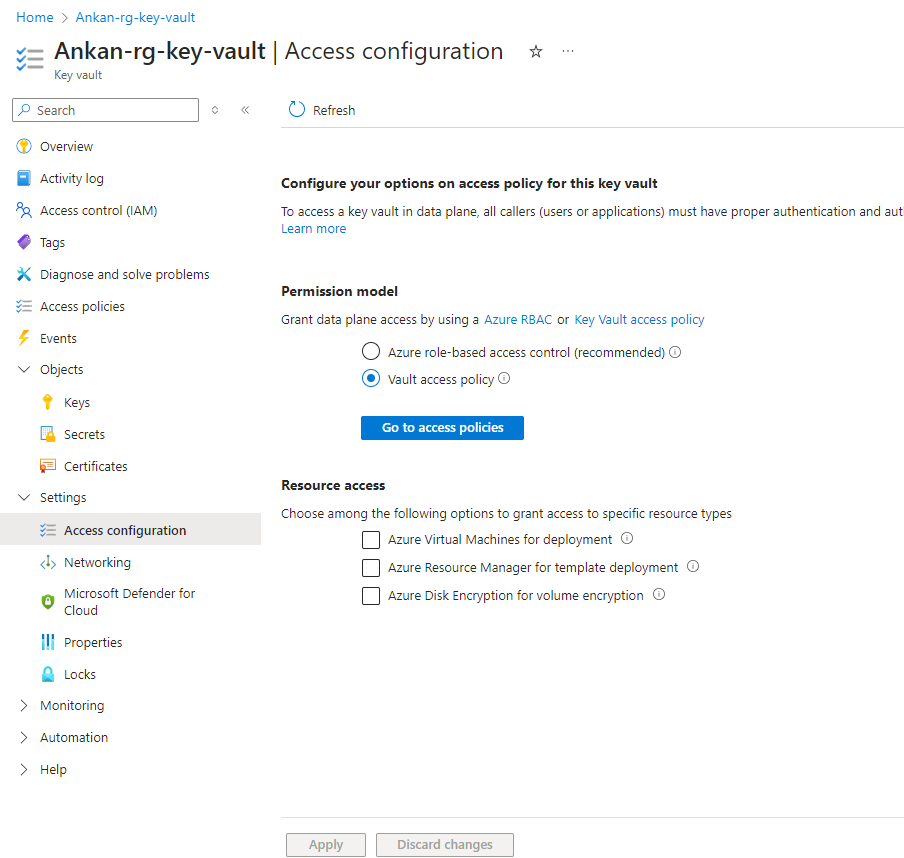 Home > Ankan-rg-key-vault
Ankan-rg-key-vault | Access configuration ☆ ...
Key vault
Search
Refresh
Overview
Activity log
Access control (IAM)
Tags
Diagnose and solve problems
Access policies
Events
Objects
Keys
Secrets
Certificates
Settings
Access configuration
Networking
Microsoft Defender for
Cloud
Properties
Locks
Monitoring
Automation
Help
Configure your options on access policy for this key vault
To access a key vault in data plane, all callers (users or applications) must have proper authentication and aut
Learn more
Permission model
Grant data plane access by using a Azure RBAC or Key Vault access policy
Azure role-based access control (recommended)
Vault access policy
Go to access policies
Resource access
Choose among the following options to grant access to specific resource types
Azure Virtual Machines for deployment
Azure Resource Manager for template deployment
Azure Disk Encryption for volume encryption
Apply Discard changes